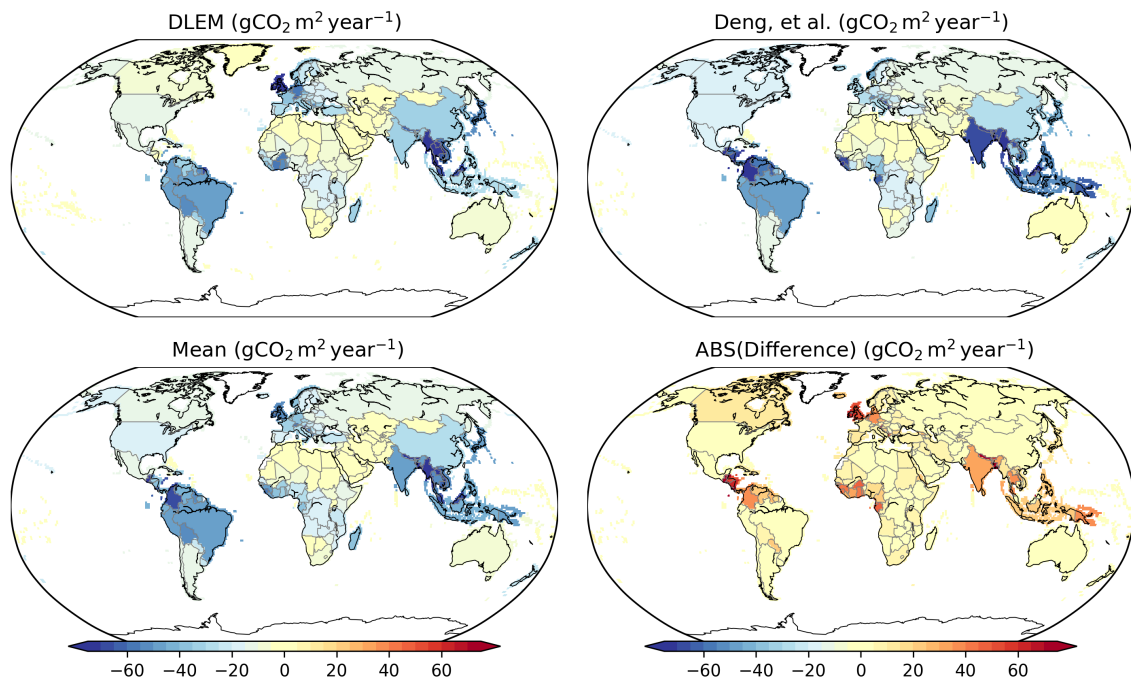 DLEM (gCO₂ m² year⁻¹)
Deng, et al. (gCO₂ m² year⁻¹)
Mean (gCO₂ m² year⁻¹)
ABS(Difference) (gCO₂ m² year⁻¹)
−60 −40 −20 0 20 40 60
−60 −40 −20 0 20 40 60